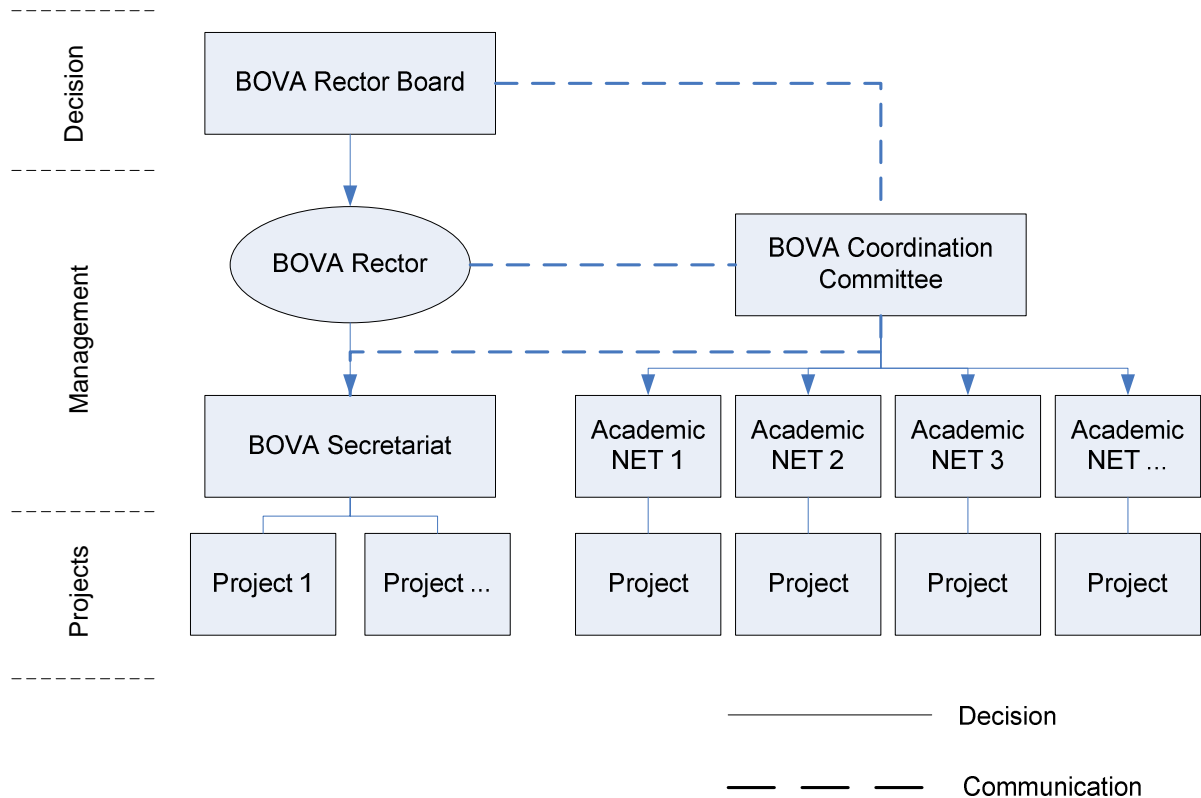 Decision
BOVA Rector Board
Management
BOVA Rector
BOVA Coordination
Committee
BOVA Secretariat
Academic
NET 1
Academic
NET 2
Academic
NET 3
Academic
NET ...
Projects
Project 1
Project ...
Project
Project
Project
Project
Decision
Communication